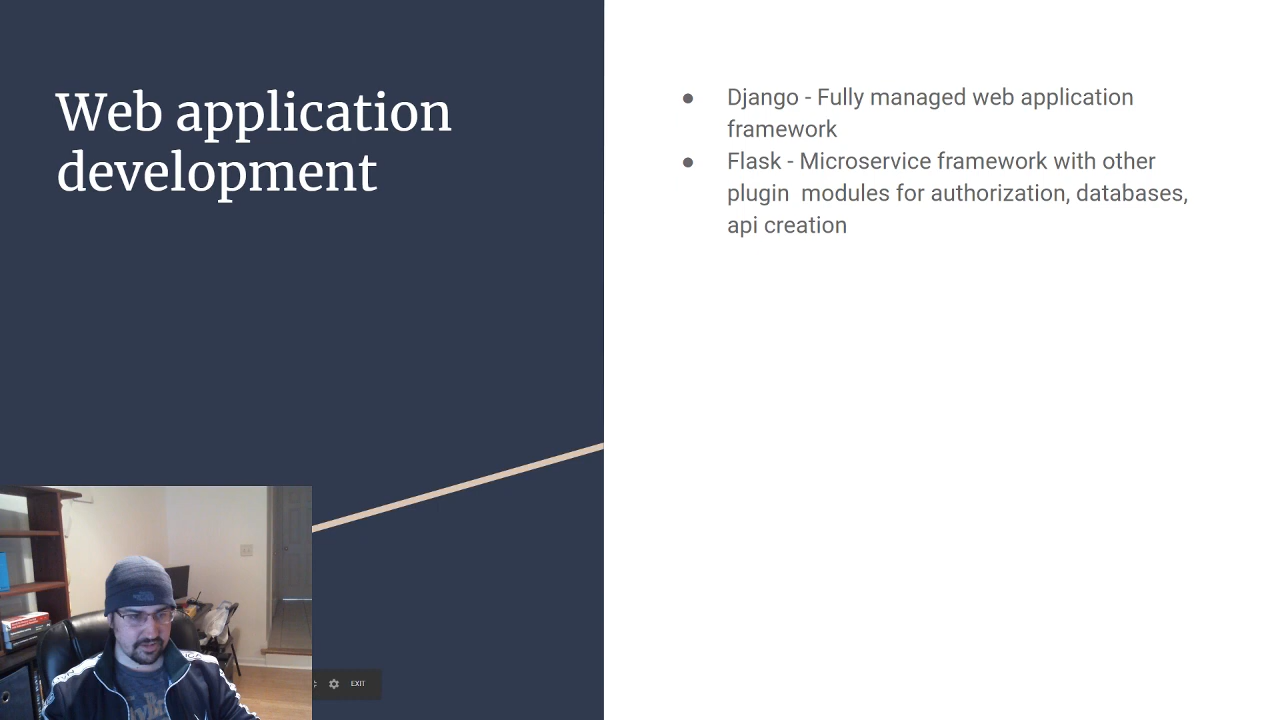 Web application
development
● Django - Fully managed web application
framework
● Flask - Microservice framework with other
plugin  modules for authorization, databases,
api creation
EXIT